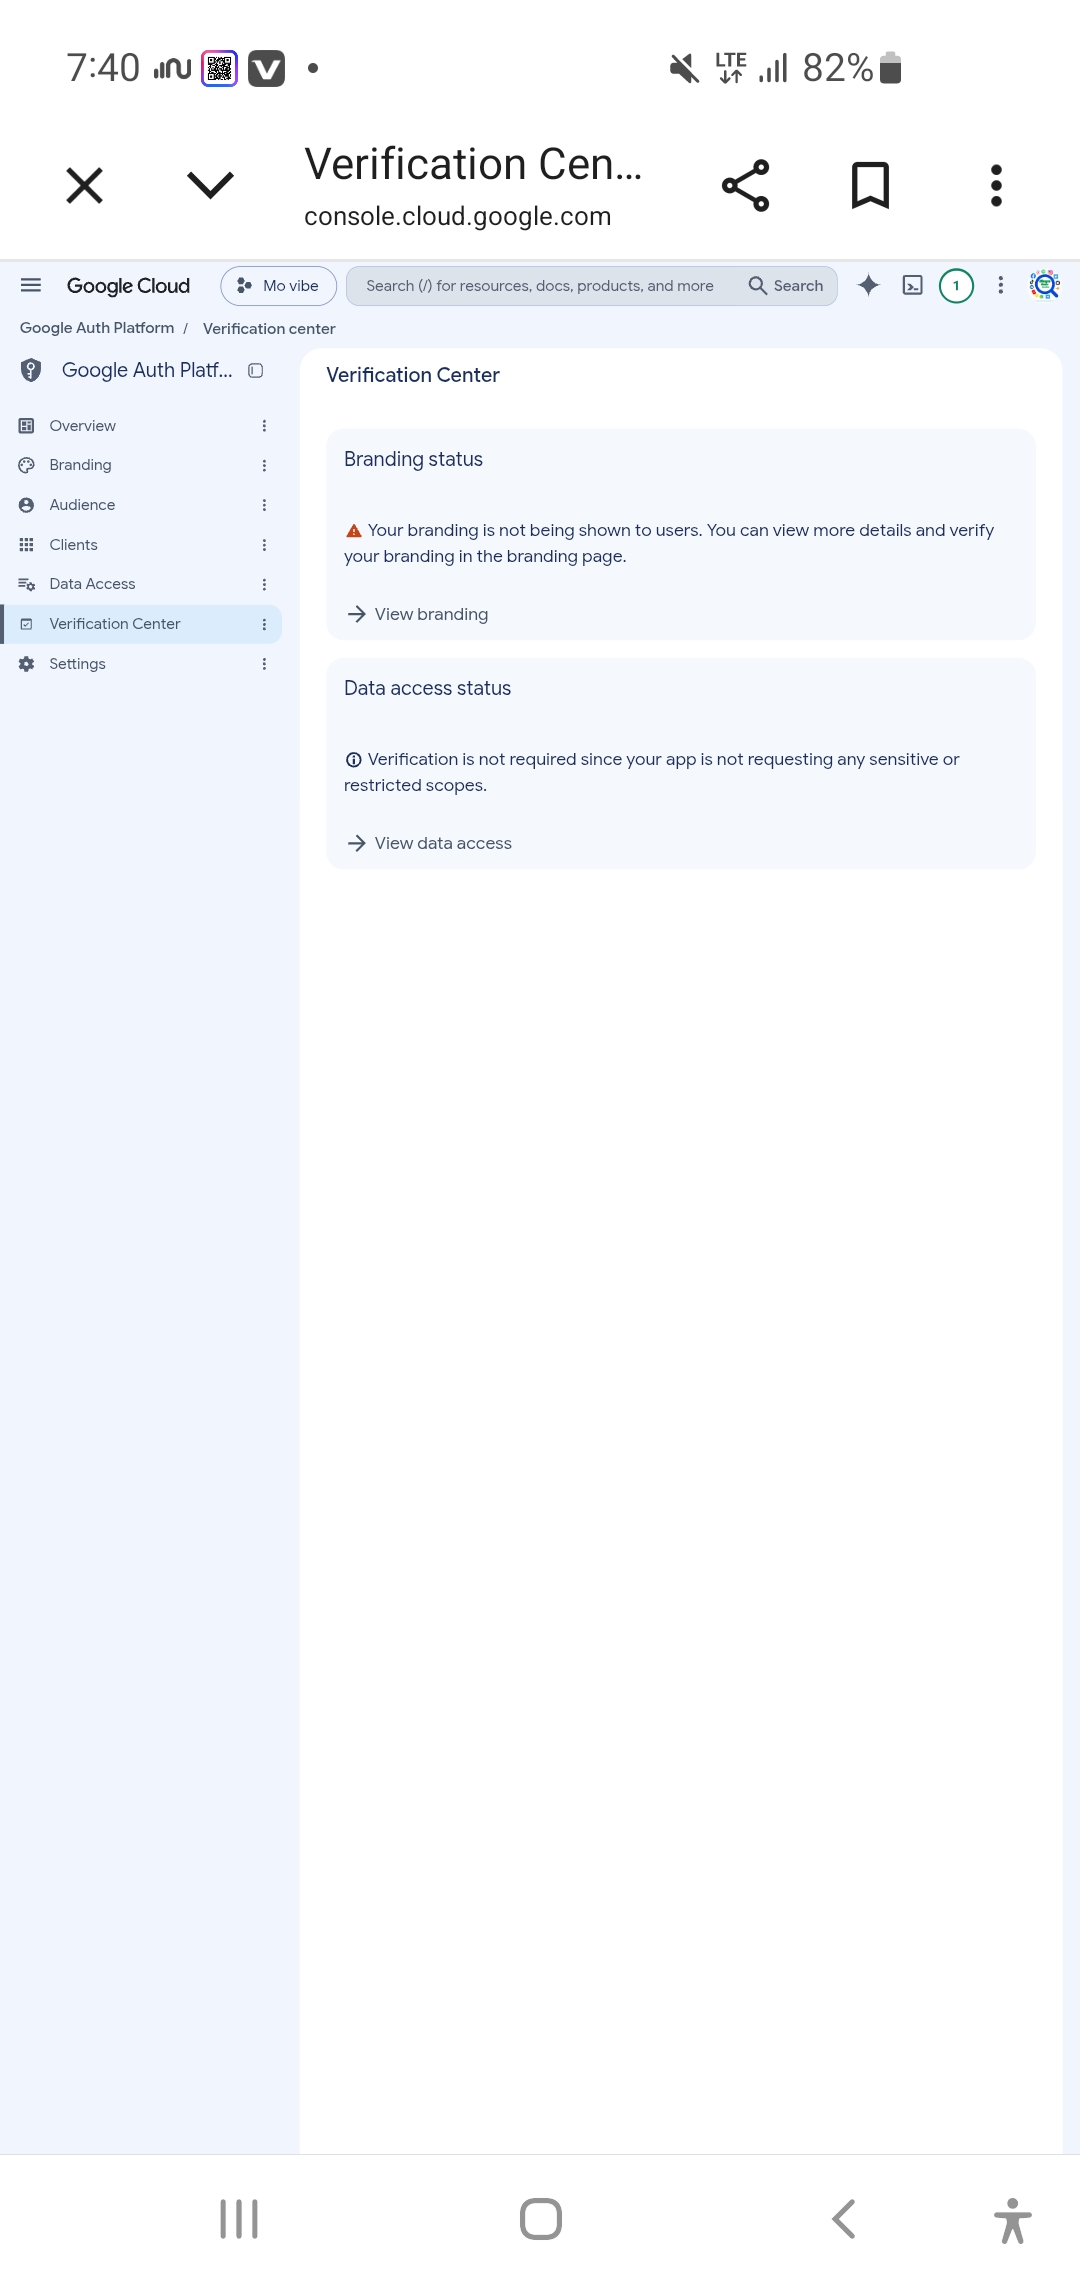 7:40
LTE
82%
Verification Cen...
console.cloud.google.com
Google Cloud
Mo vibe
Search (/) for resources, docs, products, and more
Search
1
Google Auth Platform / Verification center
Google Auth Platf...
Overview
Branding
Audience
Clients
Data Access
Verification Center
Settings
Verification Center
Branding status
Your branding is not being shown to users. You can view more details and verify
your branding in the branding page.
View branding
Data access status
Verification is not required since your app is not requesting any sensitive or
restricted scopes.
View data access